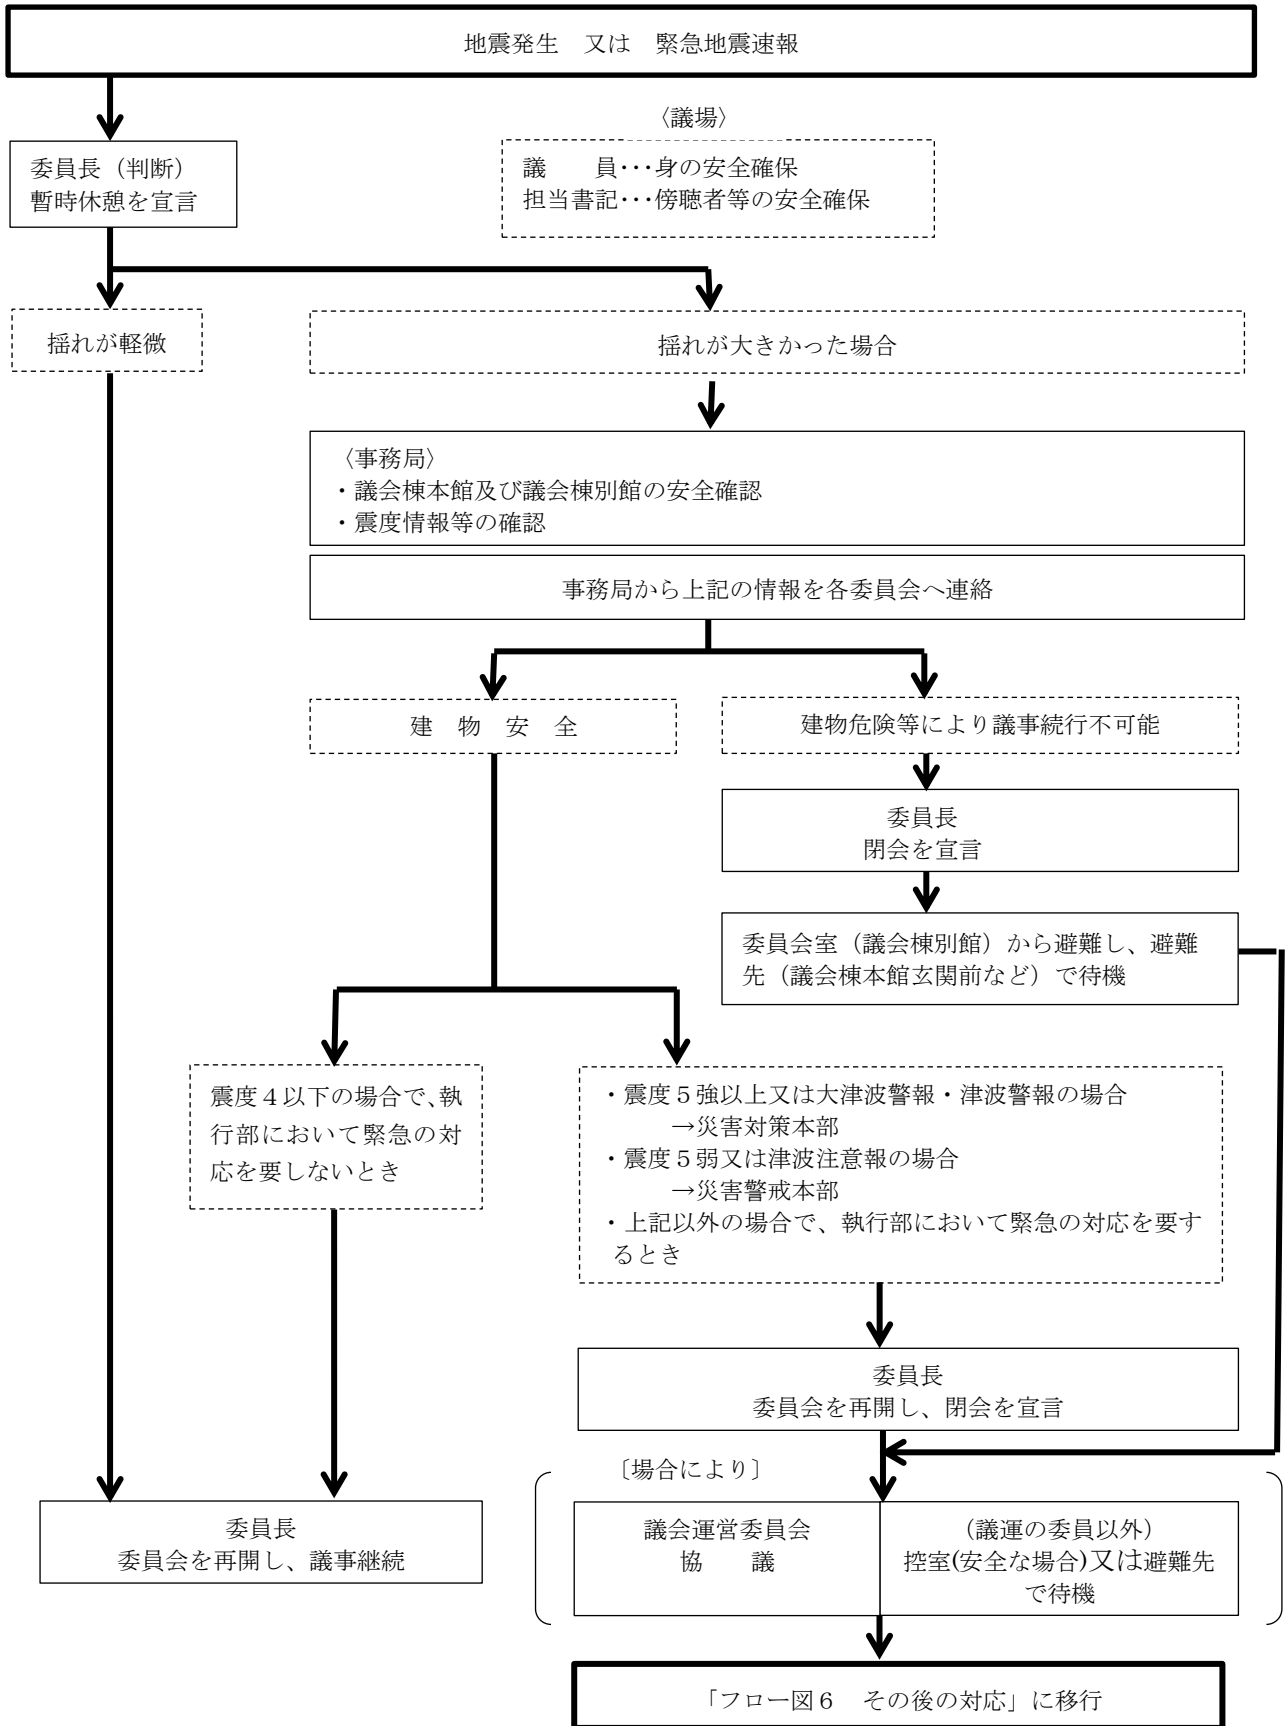 地震発生　又は　緊急地震速報
〈議場〉
委員長（判断）
暫時休憩を宣言
議　　員･･･身の安全確保
担当書記･･･傍聴者等の安全確保
揺れが軽微
揺れが大きかった場合
〈事務局〉
・議会棟本館及び議会棟別館の安全確認
・震度情報等の確認
事務局から上記の情報を各委員会へ連絡
建　物　安　全
建物危険等により議事続行不可能
委員長
閉会を宣言
委員会室（議会棟別館）から避難し、避難
先（議会棟本館玄関前など）で待機
震度４以下の場合で、執
行部において緊急の対
応を要しないとき
・震度５強以上又は大津波警報・津波警報の場合
→災害対策本部
・震度５弱又は津波注意報の場合
→災害警戒本部
・上記以外の場合で、執行部において緊急の対応を要す
るとき
委員長
委員会を再開し、閉会を宣言
〔場合により〕
委員長
委員会を再開し、議事継続
議会運営委員会
協　　議
（議運の委員以外）
控室(安全な場合)又は避難先
で待機
「フロー図６　その後の対応」に移行